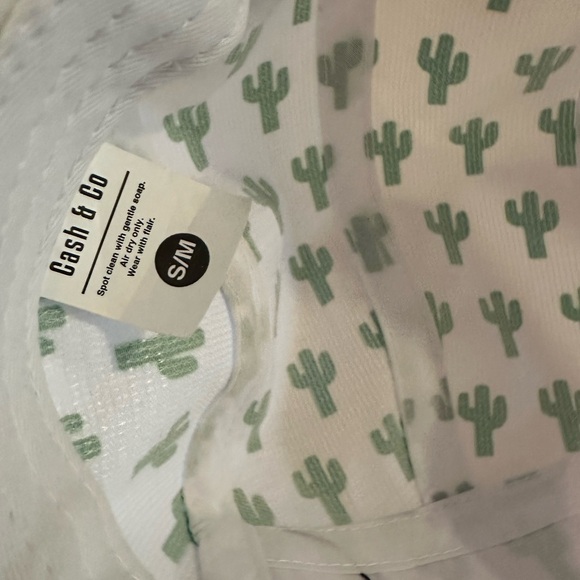 Cash & Co
Spot clean with gentle soap.
Air dry only.
Wear with flair.
S/M